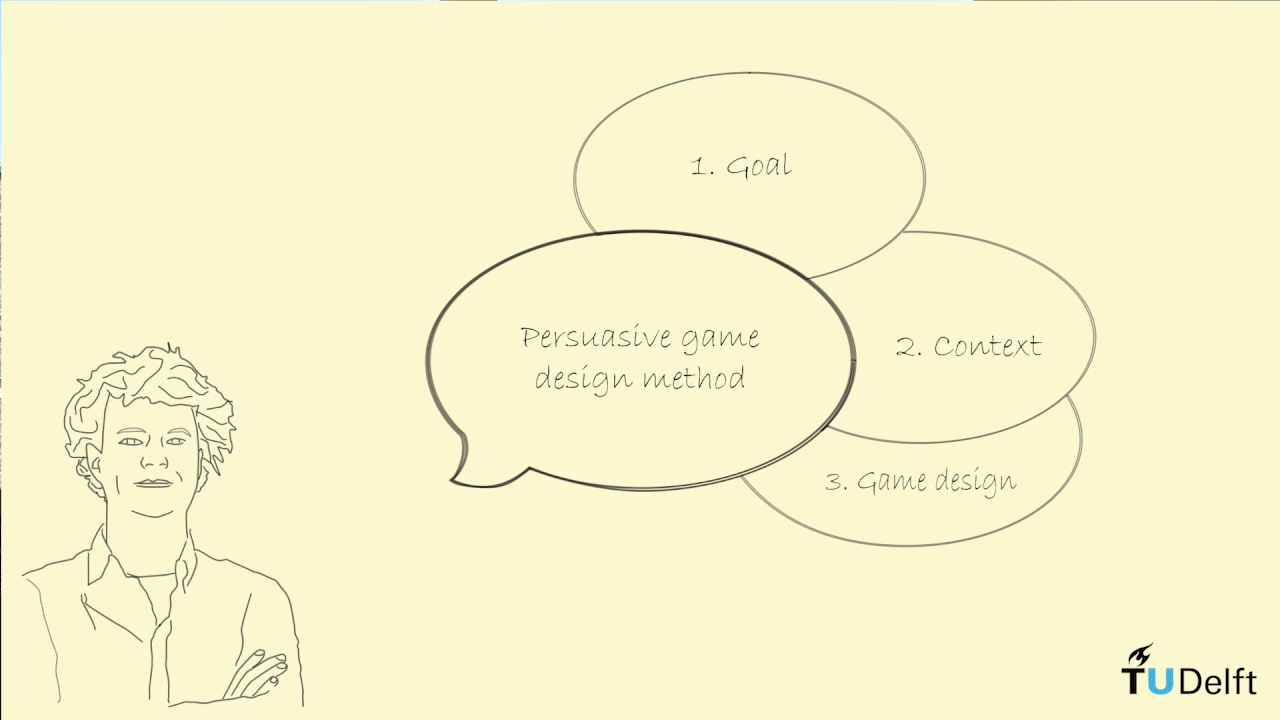 1. Goal
Persuasive game
design method
2. Context
3. Game design
TUDelft